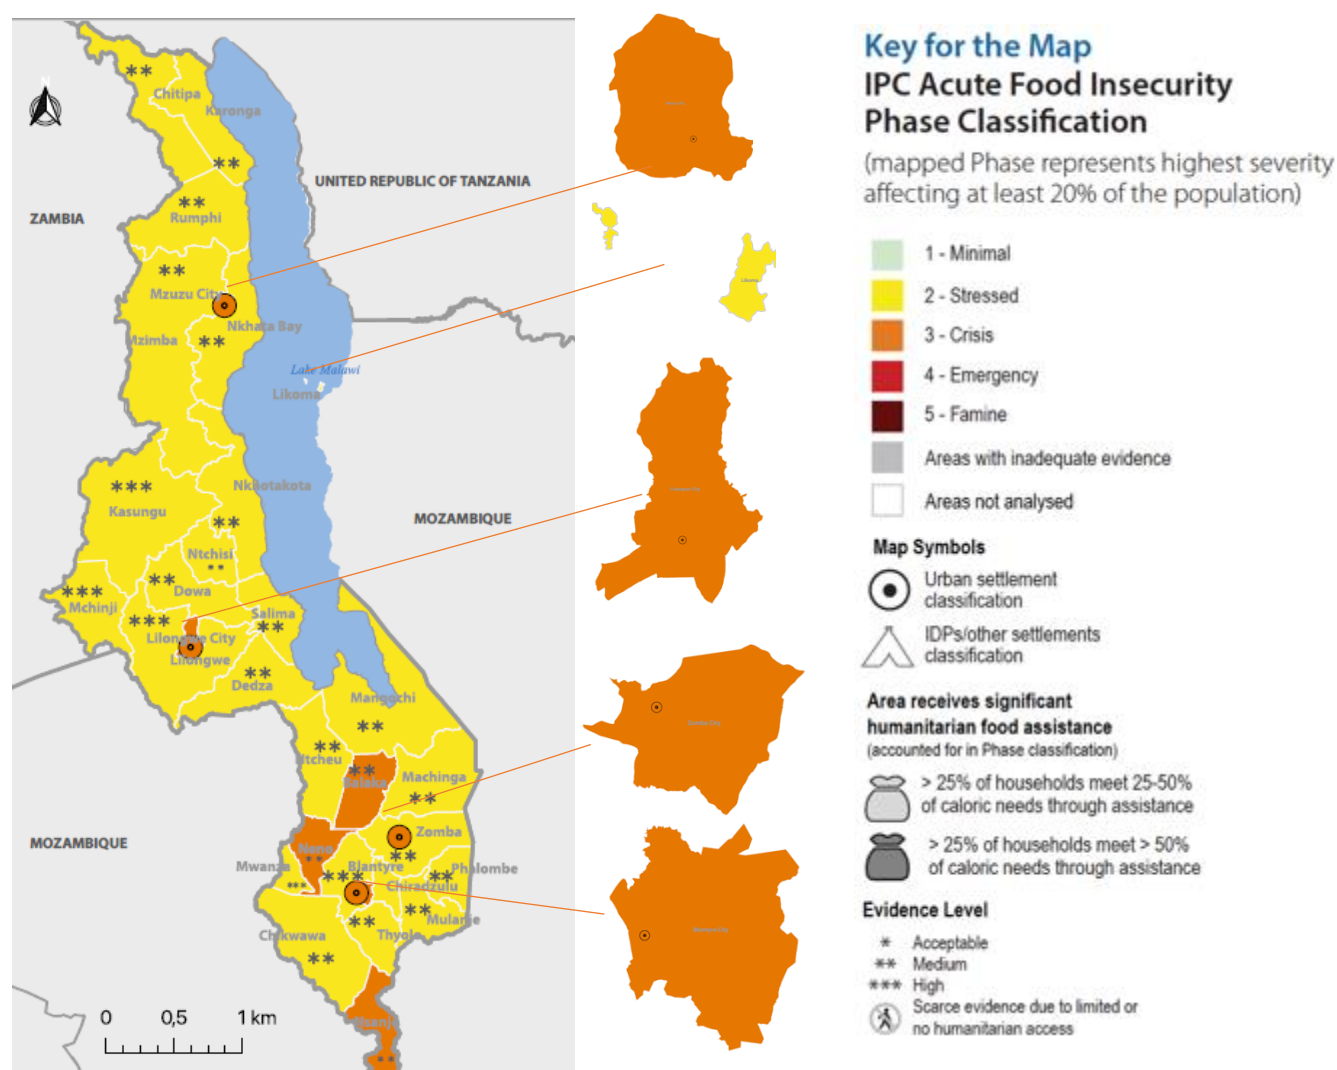 N
Chitipa
Karonga
UNITED REPUBLIC OF TANZANIA
ZAMBIA
Rumphi
Mzuzu City
Nkhata Bay
Mzimba
Lake Malawi
Likoma
Nkhotakota
Kasungu
MOZAMBIQUE
Ntchisi
Dowa
Mchinji
Salima
Lilongwe City
Lilongwe
Dedza
Mangochi
Ntcheu
Balaka
Machinga
MOZAMBIQUE
Zomba
Neno
Mwanza
Blantyre
Phalombe
Chiradzulu
Mulanje
Thyolo
Chikwawa
Nsanje
0 0,5 1 km
Likoma
Zomba City
Blantyre City
Key for the Map
IPC Acute Food Insecurity
Phase Classification
(mapped Phase represents highest severity
affecting at least 20% of the population)
1 - Minimal
2 - Stressed
3 - Crisis
4 - Emergency
5 - Famine
Areas with inadequate evidence
Areas not analysed
Map Symbols
Urban settlement
classification
IDPs/other settlements
classification
Area receives significant
humanitarian food assistance
(accounted for in Phase classification)
> 25% of households meet 25-50%
of caloric needs through assistance
> 25% of households meet > 50%
of caloric needs through assistance
Evidence Level
* Acceptable
** Medium
*** High
Scarce evidence due to limited or
no humanitarian access